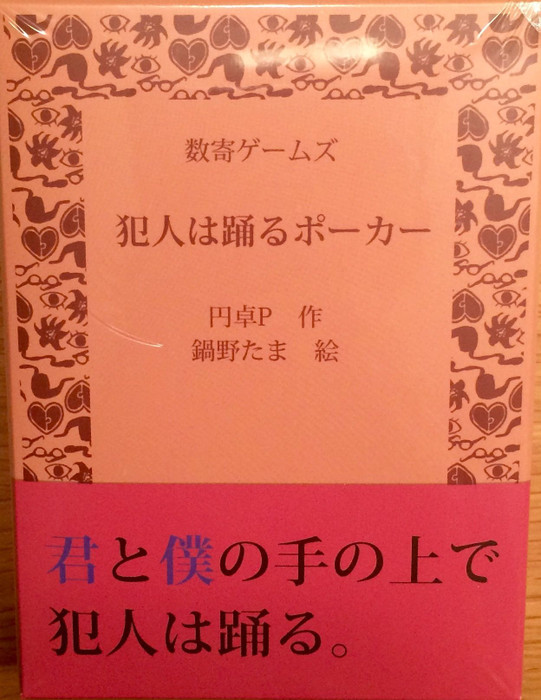 数寄ゲームズ
犯人は踊るポーカー
円卓P　作
鍋野たま　絵
君と僕の手の上で
犯人は踊る。